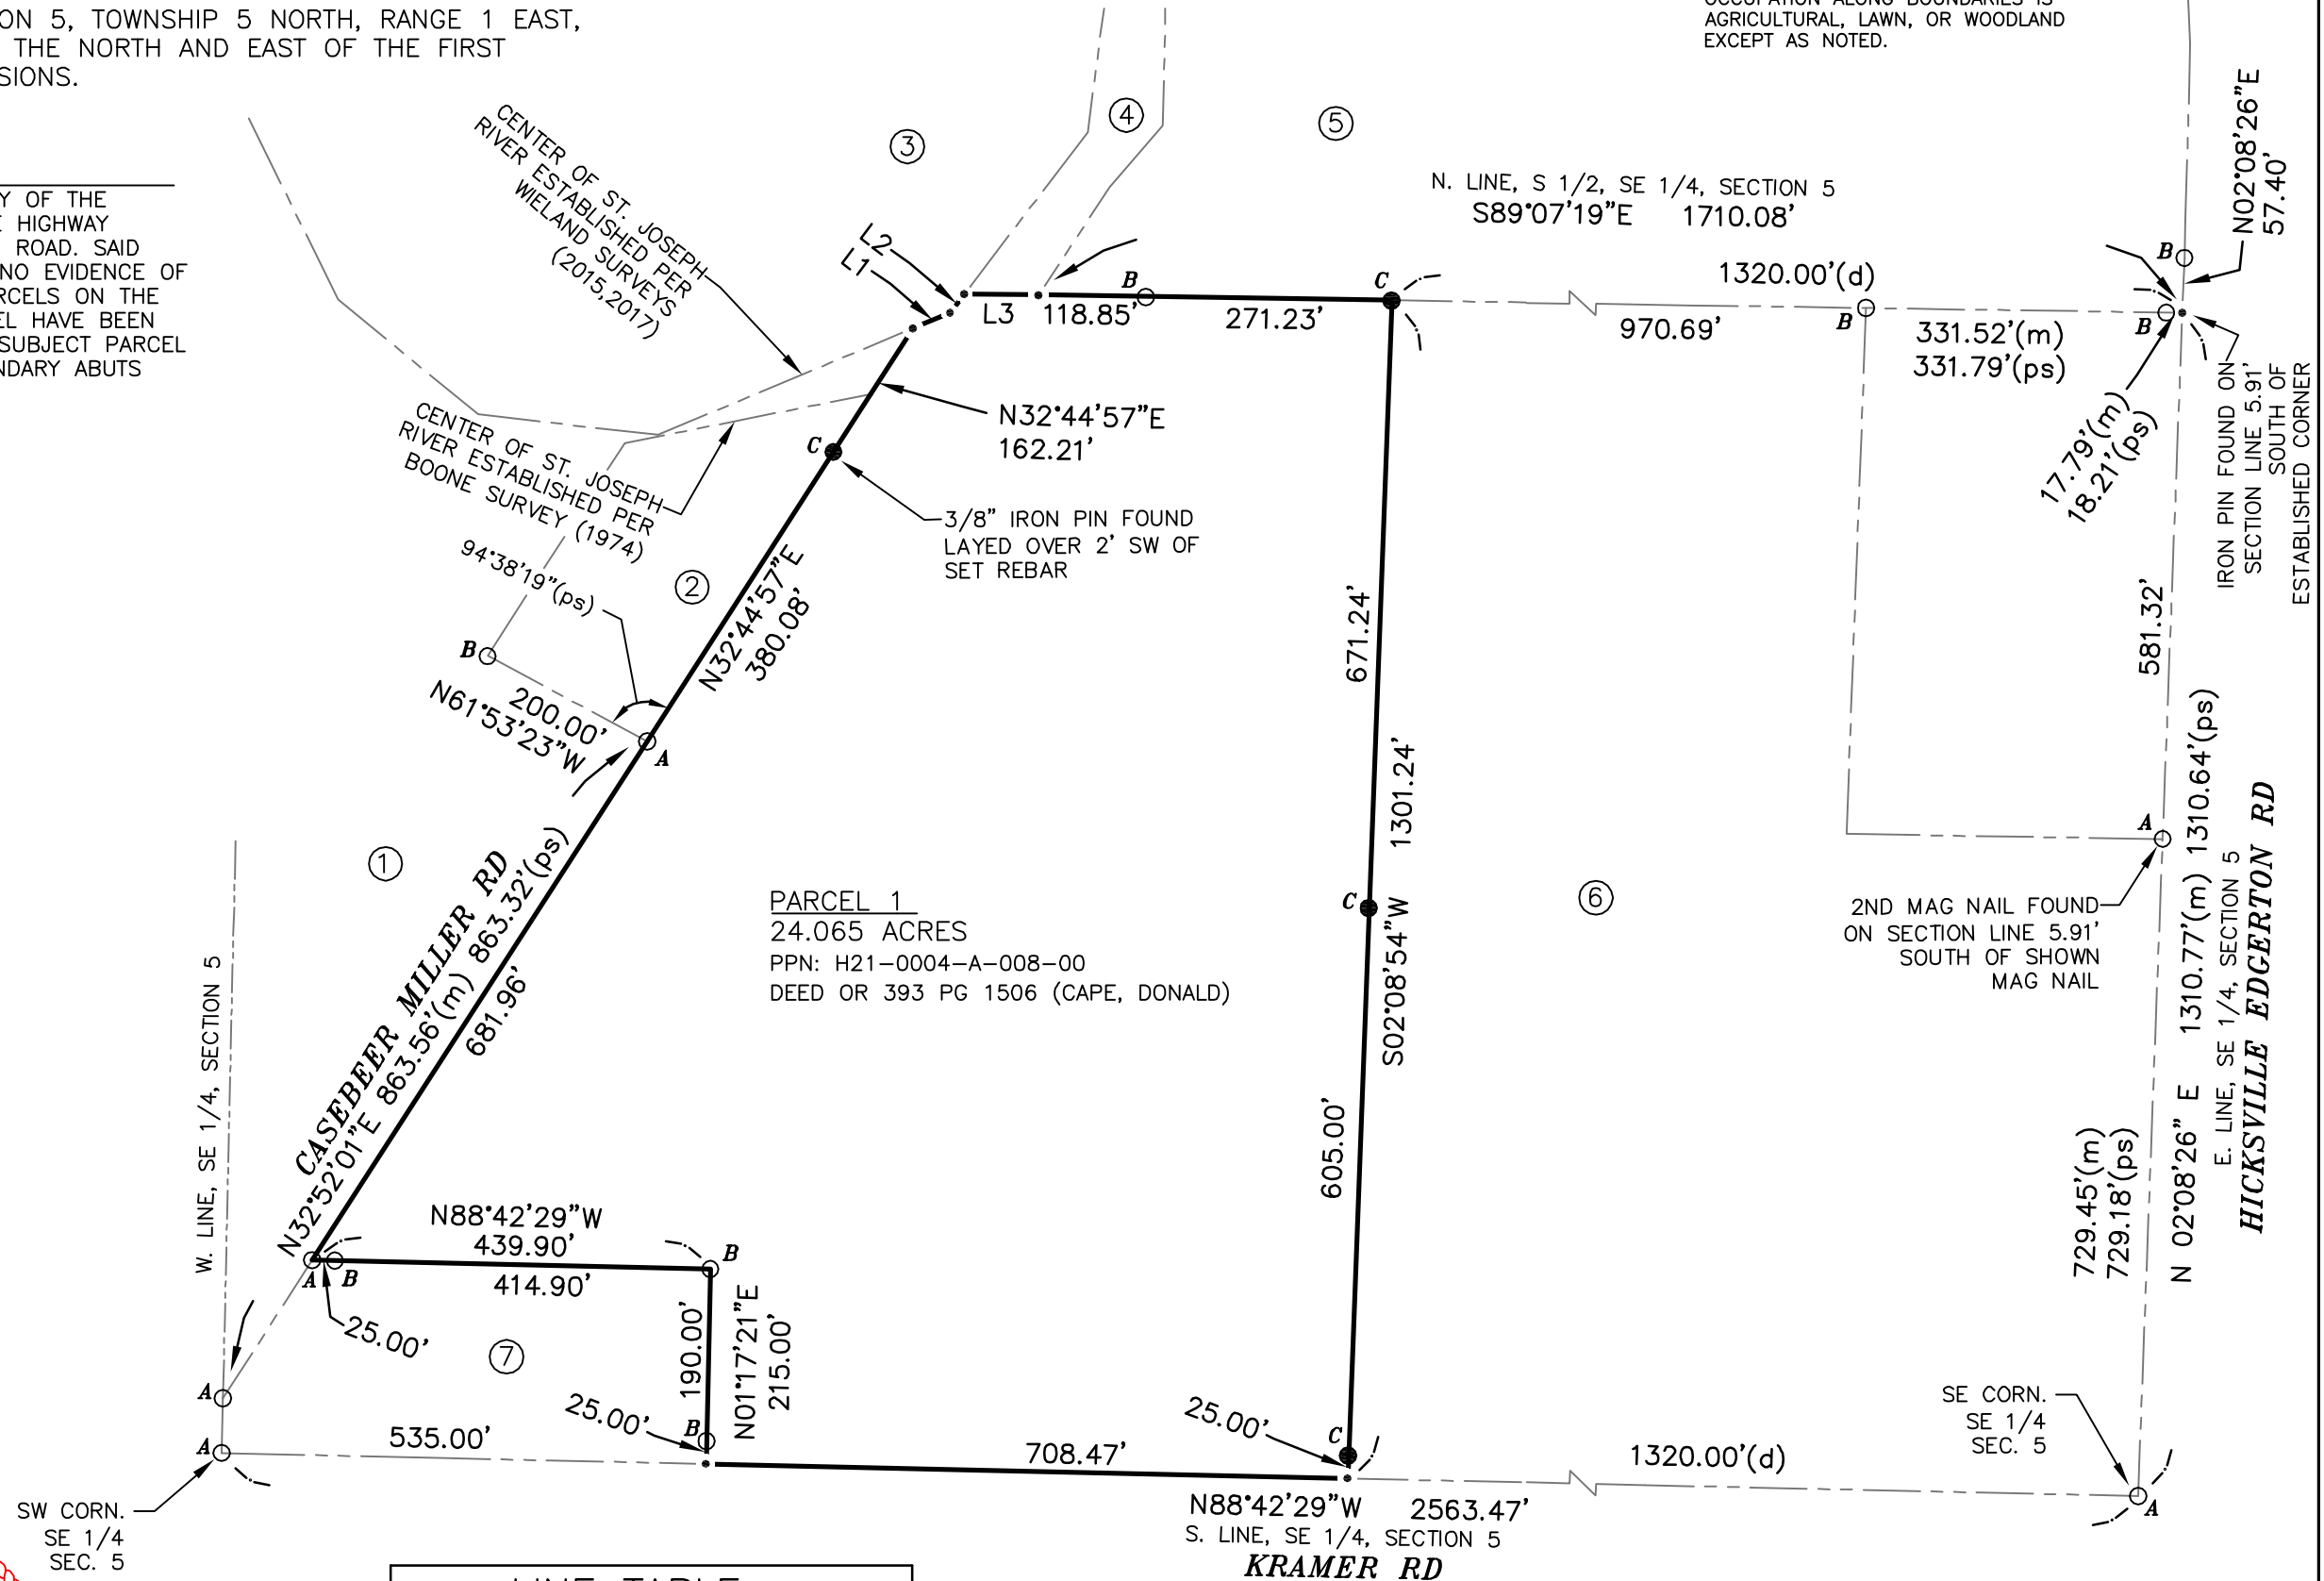 ON 5, TOWNSHIP 5 NORTH, RANGE 1 EAST,
THE NORTH AND EAST OF THE FIRST
SIONS.
Y OF THE
E HIGHWAY
ROAD. SAID
NO EVIDENCE OF
RCELS ON THE
EL HAVE BEEN
SUBJECT PARCEL
NDARY ABUTS
OCCUPATION ALONG BOUNDARIES IS
AGRICULTURAL, LAWN, OR WOODLAND
EXCEPT AS NOTED.
CENTER OF ST. JOSEPH
RIVER ESTABLISHED PER
WIELAND SURVEYS
(2015,2017)
3
4
5
N. LINE, S 1/2, SE 1/4, SECTION 5
S89°07'19"E 1710.08'
N02°08'26"E
57.40'
L2
L1
L3
118.85'
B
271.23'
C
1320.00'(d)
970.69'
B
331.52'(m)
331.79'(ps)
B
B
17.79'(m)
18.21'(ps)
IRON PIN FOUND ON
SECTION LINE 5.91'
SOUTH OF
ESTABLISHED CORNER
CENTER OF ST. JOSEPH
RIVER ESTABLISHED PER
BOONE SURVEY (1974)
N32°44'57"E
162.21'
C
3/8" IRON PIN FOUND
LAYED OVER 2' SW OF
SET REBAR
94°38'19"(ps)
2
N32°44'57"E
380.08'
B
200.00'
N61°53'23"W
A
671.24'
1301.24'
581.32'
1
CASEBEER MILLER RD
N32°52'01"E 863.56'(m) 863.32'(ps)
681.96'
PARCEL 1
24.065 ACRES
PPN: H21-0004-A-008-00
DEED OR 393 PG 1506 (CAPE, DONALD)
C
S02°08'54"W
605.00'
6
A
2ND MAG NAIL FOUND
ON SECTION LINE 5.91'
SOUTH OF SHOWN
MAG NAIL
N 02°08'26" E 1310.77'(m) 1310.64'(ps)
E. LINE, SE 1/4, SECTION 5
HICKSVILLE EDGERTON RD
729.45'(m)
729.18'(ps)
W. LINE, SE 1/4, SECTION 5
N88°42'29"W
439.90'
414.90'
A
B
B
25.00'
7
190.00'
N01°17'21"E
215.00'
25.00'
B
A
A
535.00'
708.47'
25.00'
C
1320.00'(d)
SE CORN.
SE 1/4
SEC. 5
A
SW CORN.
SE 1/4
SEC. 5
N88°42'29"W 2563.47'
S. LINE, SE 1/4, SECTION 5
KRAMER RD
LINE TABLE